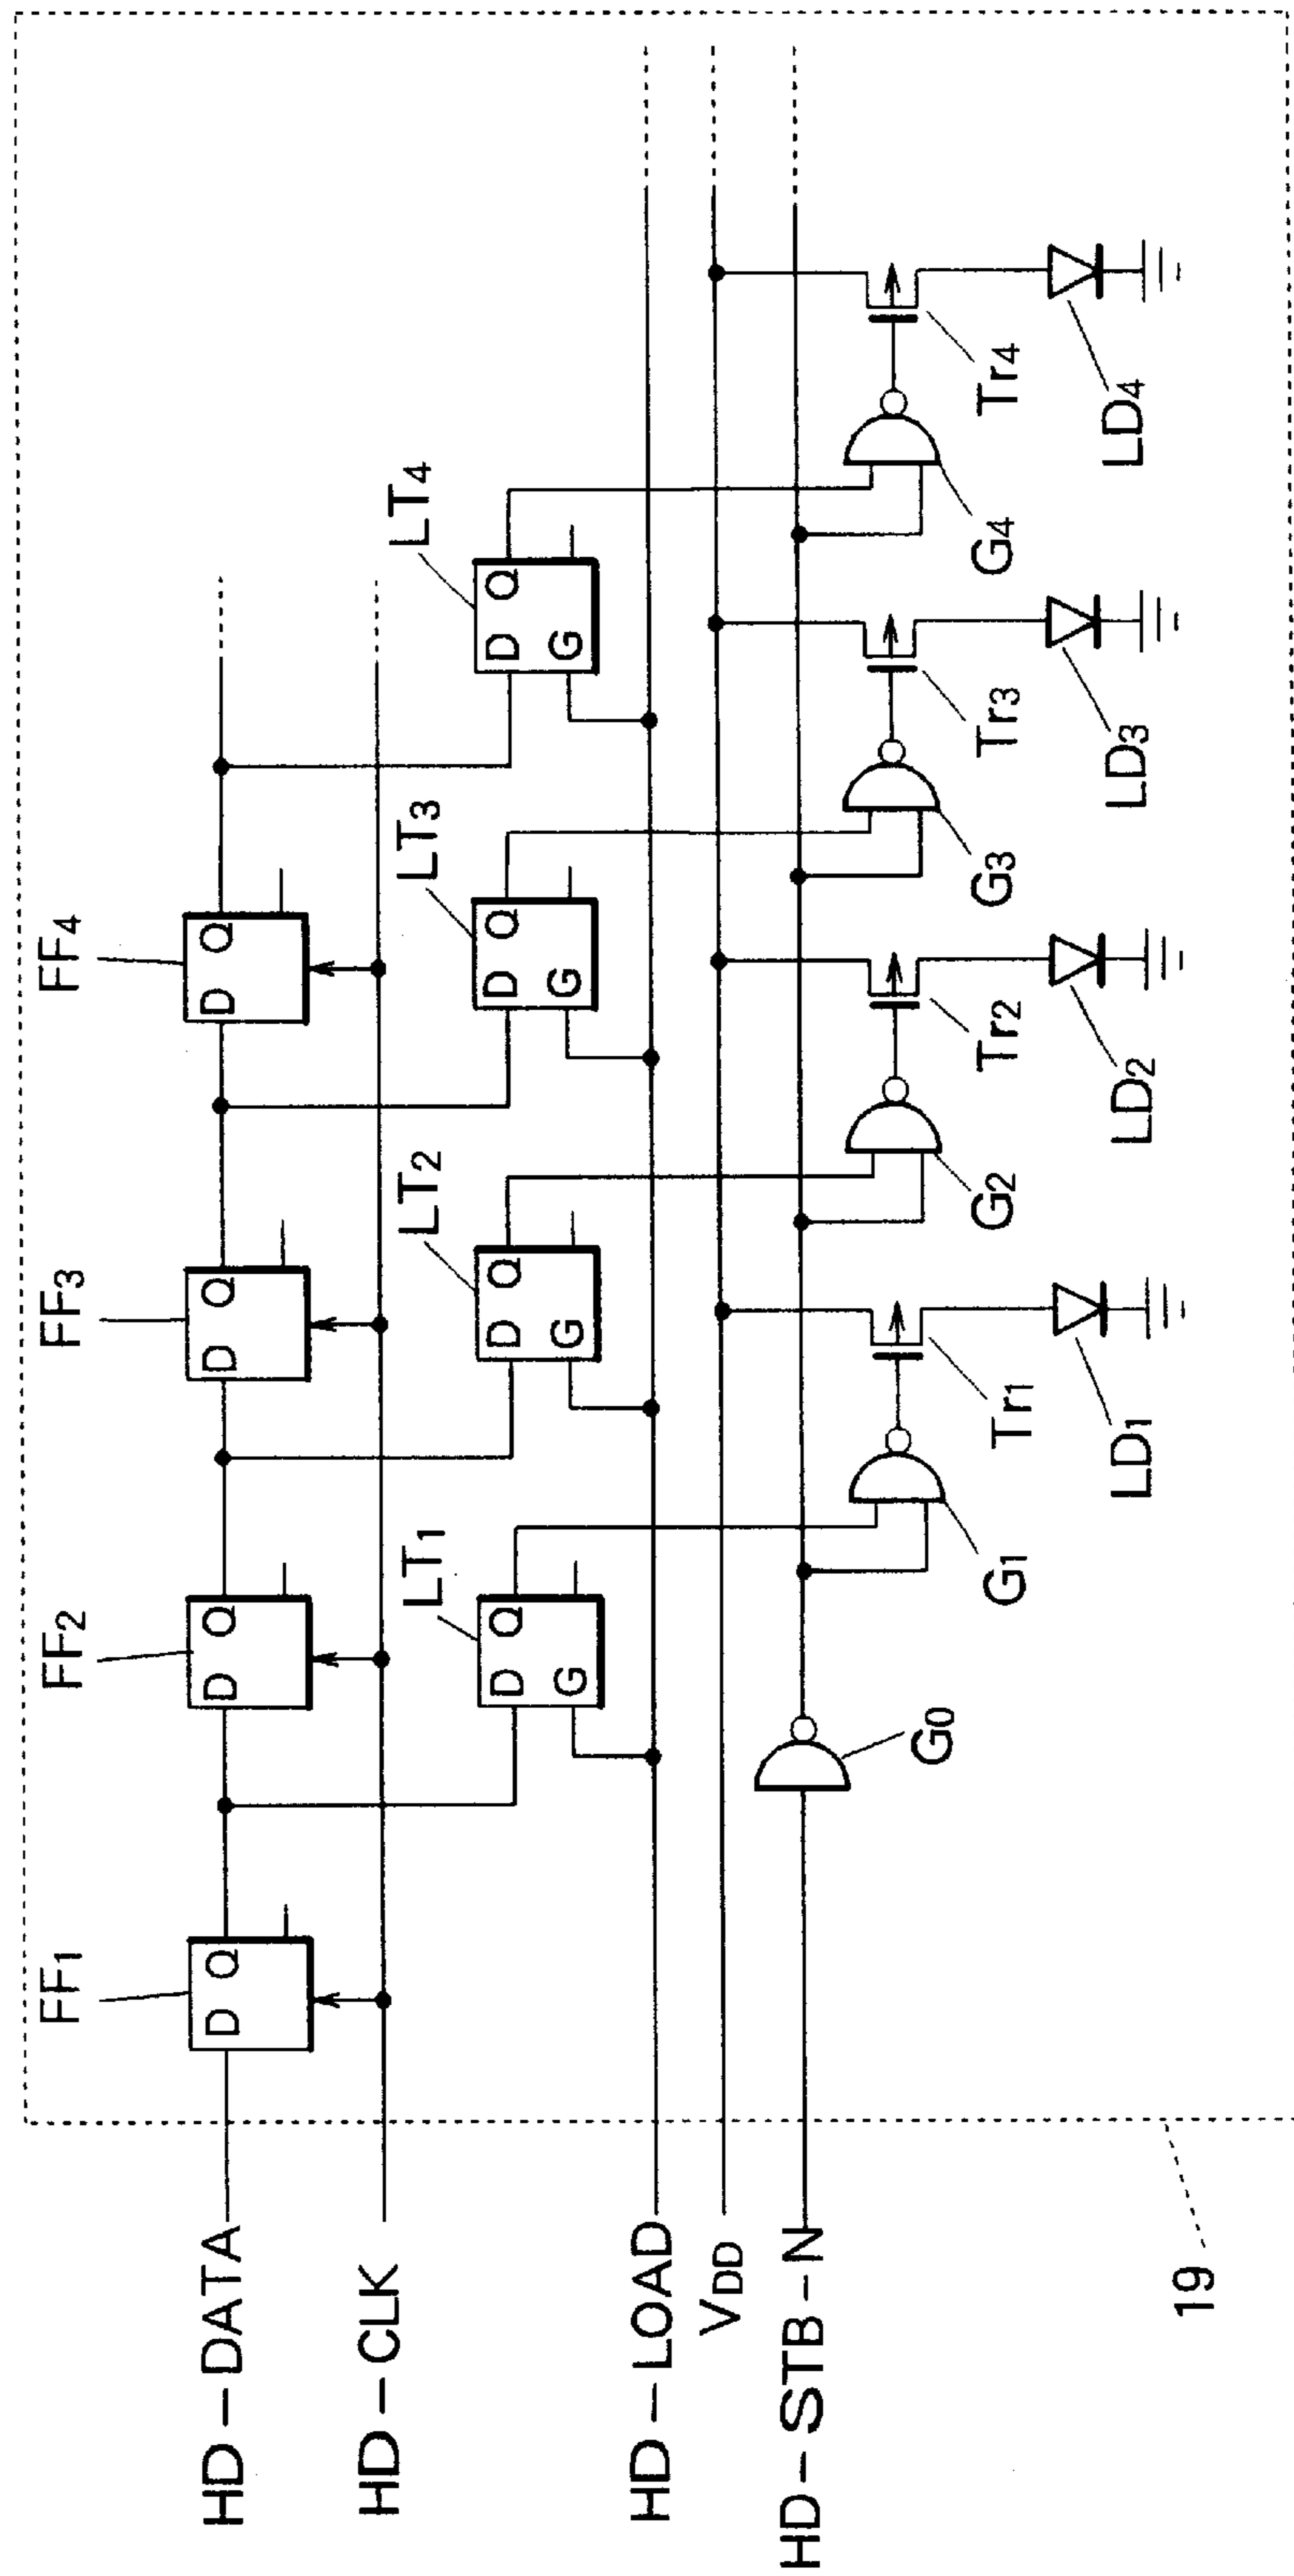 FF1
FF2
FF3
FF4
HD-DATA
D Q
D Q
D Q
D Q
HD-CLK
LT1
LT2
LT3
LT4
D Q
G
D Q
G
D Q
G
D Q
G
HD-LOAD
VDD
HD-STB-N
G0
G1
Tr1
G2
Tr2
G3
Tr3
G4
Tr4
LD1
LD2
LD3
LD4
19